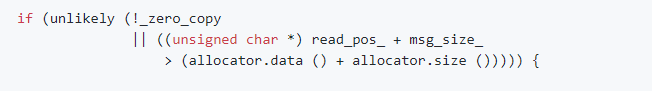 if (unlikely (!_zero_copy
|| ((unsigned char *) read_pos_ + msg_size_
> (allocator.data () + allocator.size ())))) {